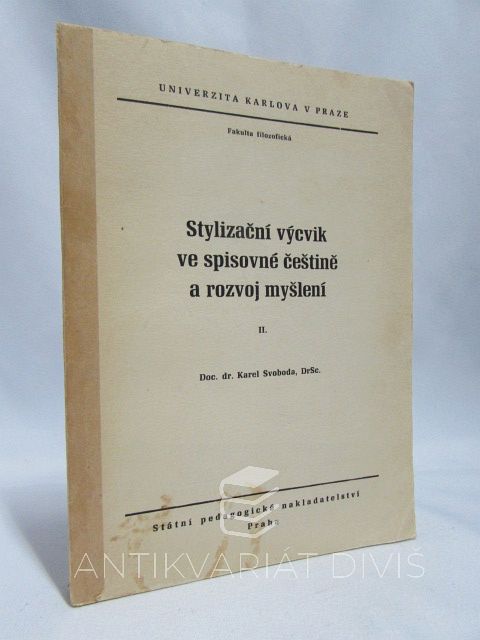 UNIVERZITA KARLOVA V PRAZE
Fakulta filozofická
Stylizační výcvik
ve spisovné češtině
a rozvoj myšlení
II.
Doc. dr. Karel Svoboda, DrSc.
Státní pedagogické nakladatelství
Praha
ANTIKVARIÁT DIVIŠ